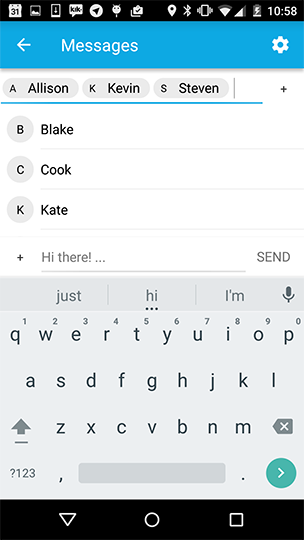 31 kik 10:58
Messages
A Allison K Kevin S Steven +
B Blake
C Cook
K Kate
+ Hi there! ... SEND
just hi I'm
1 2 3 4 5 6 7 8 9 0
q w e r t y u i o p
a s d f g h j k l
z x c v b n m
?123 , .